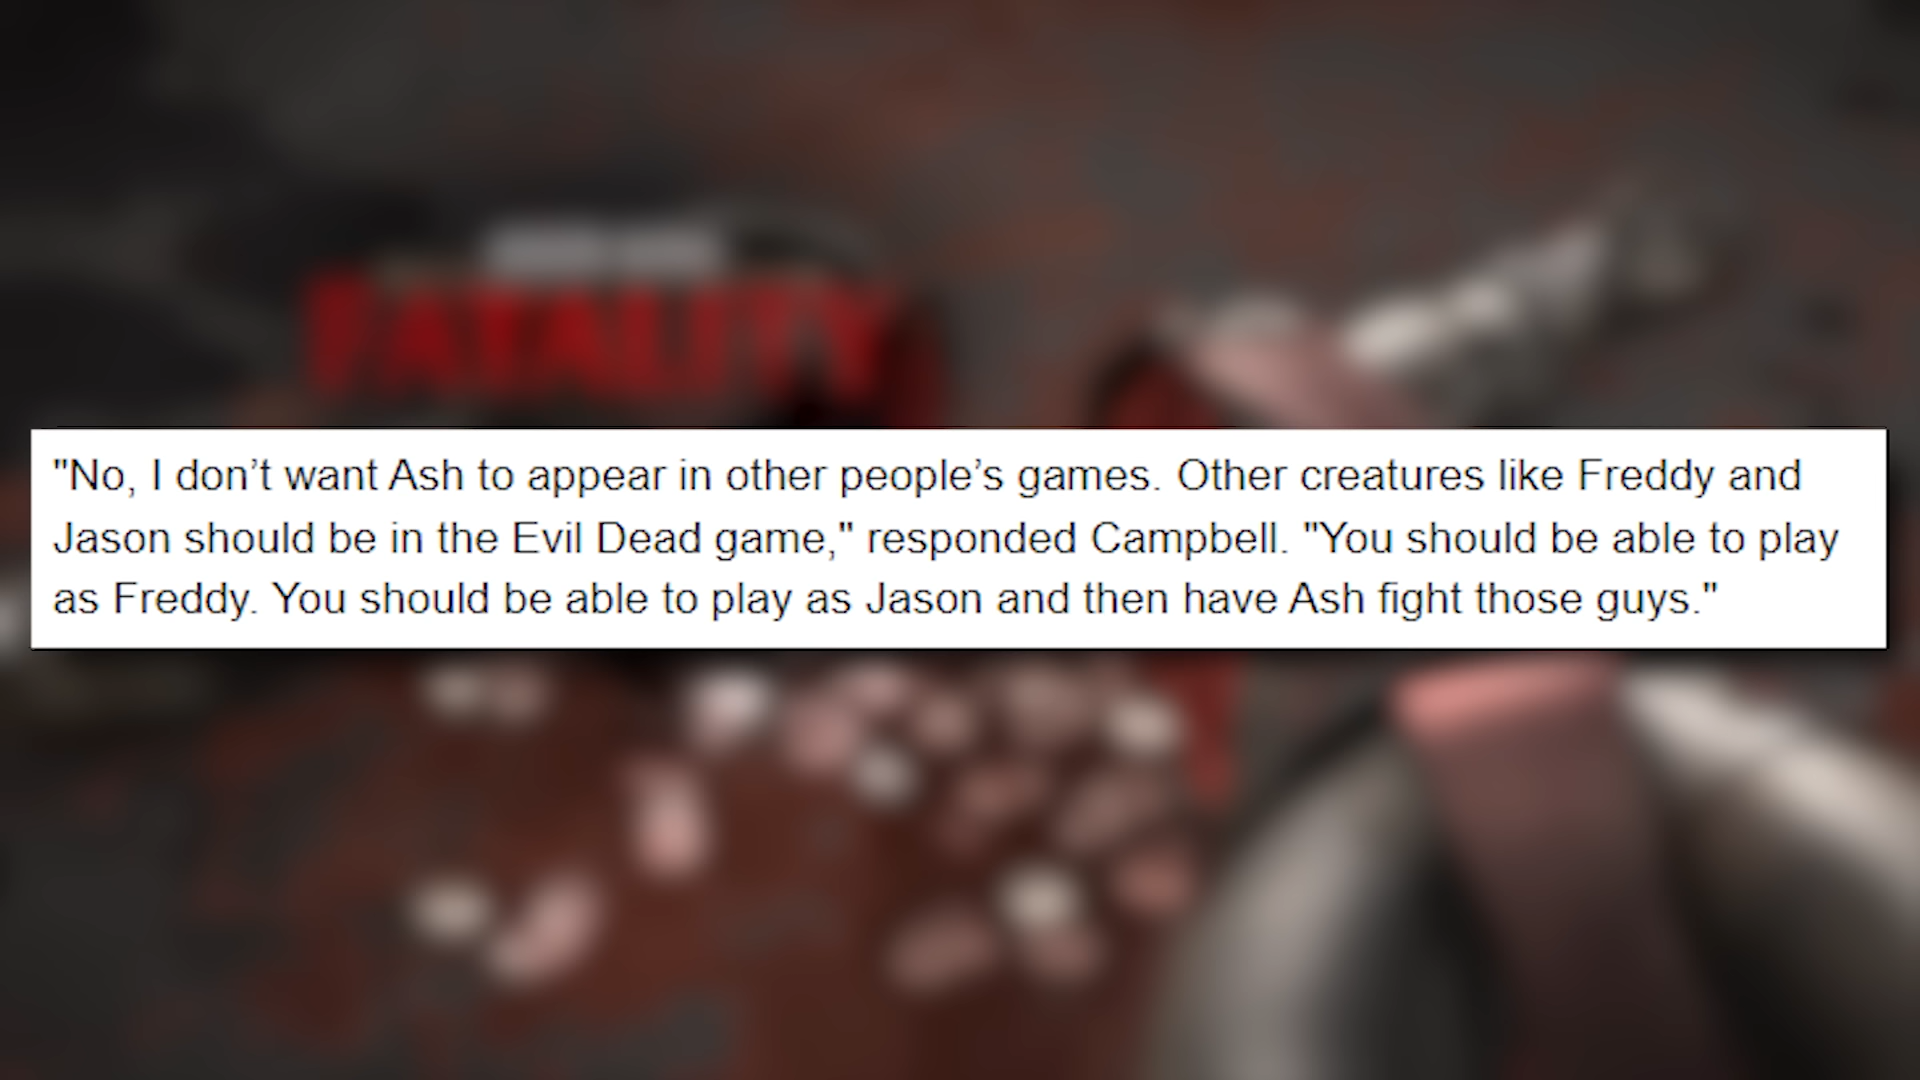 FATALITY
"No, I don’t want Ash to appear in other people’s games. Other creatures like Freddy and
Jason should be in the Evil Dead game," responded Campbell. "You should be able to play
as Freddy. You should be able to play as Jason and then have Ash fight those guys."